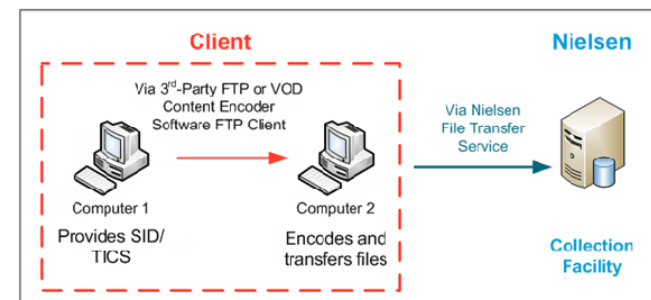 Client
Nielsen
Via 3rd-Party FTP or VOD
Content Encoder
Software FTP Client
Via Nielsen
File Transfer
Service
Computer 1
Computer 2
Provides SID/
TICS
Encodes and
transfers files
Collection
Facility